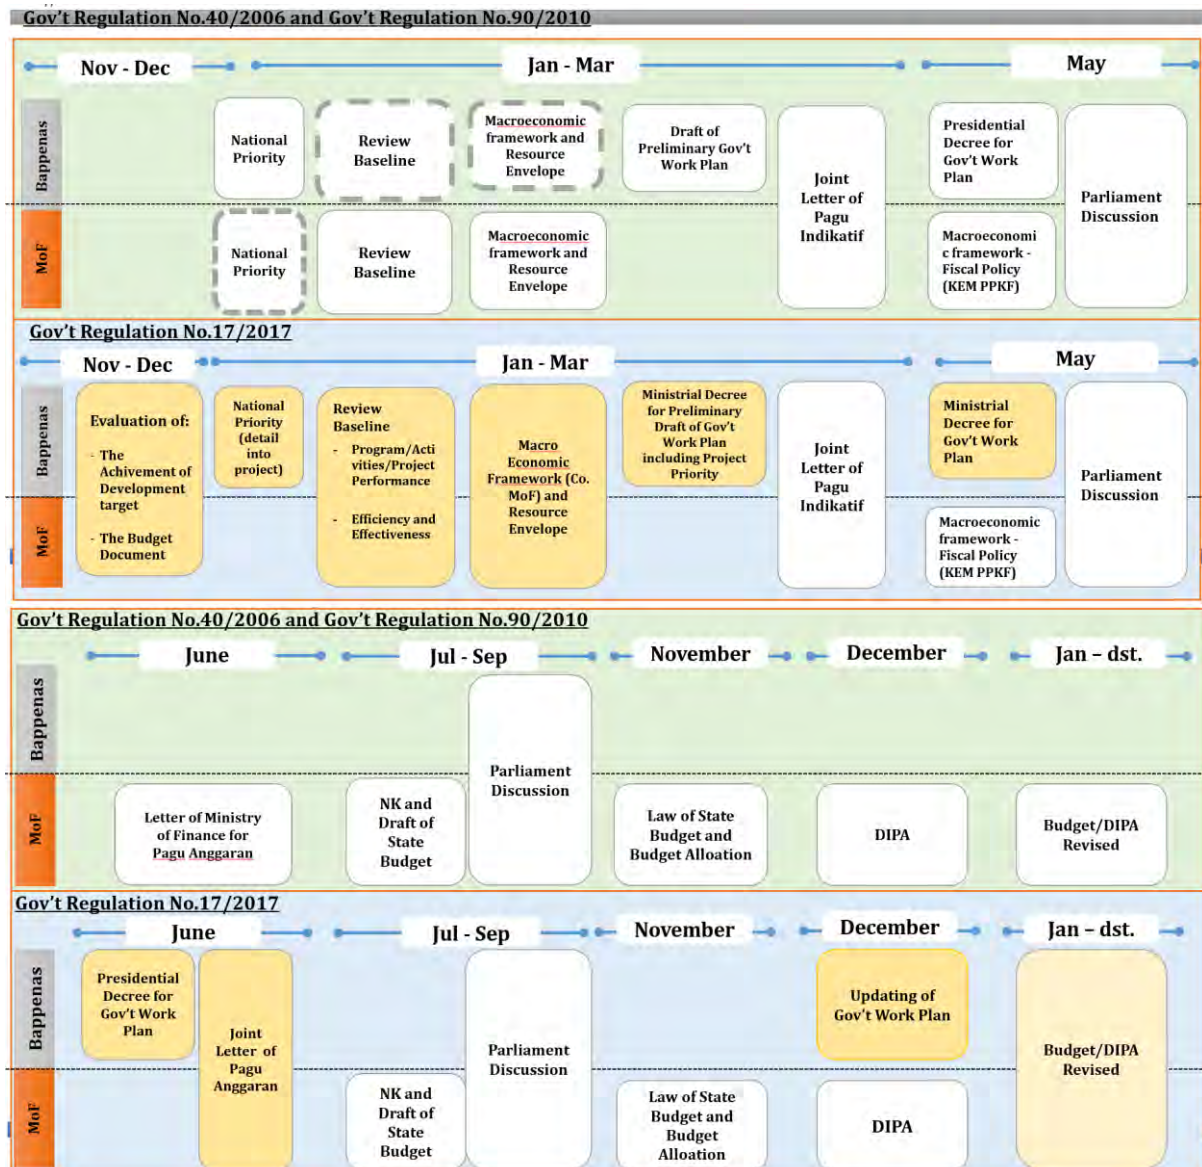 Gov't Regulation No.40/2006 and Gov't Regulation No.90/2010
Nov - Dec
Jan - Mar
May
Bappenas
National
Priority
Review
Baseline
Macroeconomic
framework and
Resource
Envelope
Draft of
Preliminary Gov't
Work Plan
Joint
Letter of
Pagu
Indikatif
Presidential
Decree for
Gov't Work
Plan
Parliament
Discussion
MoF
National
Priority
Review
Baseline
Macroeconomic
framework and
Resource
Envelope
Macroeconomi
c framework -
Fiscal Policy
(KEM PPKF)
Gov't Regulation No.17/2017
Nov - Dec
Jan - Mar
May
Bappenas
MoF
Evaluation of:
- The
Achivement of
Development
target
- The Budget
Document
National
Priority
(detail
into
project)
Review
Baseline
- Program/Acti
vities/Project
Performance
- Efficiency and
Effectiveness
Macro
Economic
Framework (Co.
MoF) and
Resource
Envelope
Ministrial Decree
for Preliminary
Draft of Gov't
Work Plan
including Project
Priority
Joint
Letter of
Pagu
Indikatif
Ministrial
Decree for
Gov't Work
Plan
Macroeconomic
framework -
Fiscal Policy
(KEM PPKF)
Parliament
Discussion
Gov't Regulation No.40/2006 and Gov't Regulation No.90/2010
June
Jul - Sep
November
December
Jan – dst.
Bappenas
MoF
Letter of Ministry
of Finance for
Pagu Anggaran
NK and
Draft of
State
Budget
Parliament
Discussion
Law of State
Budget and
Budget Alloation
DIPA
Budget/DIPA
Revised
Gov't Regulation No.17/2017
June
Jul - Sep
November
December
Jan – dst.
Bappenas
MoF
Presidential
Decree for
Gov't Work
Plan
Joint
Letter of
Pagu
Anggaran
NK and
Draft of
State
Budget
Parliament
Discussion
Law of State
Budget and
Budget
Alloation
Updating of
Gov't Work Plan
DIPA
Budget/DIPA
Revised